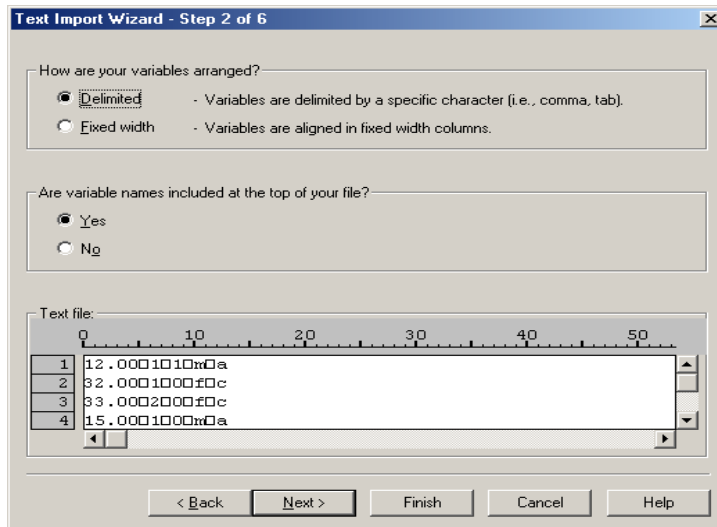 Text Import Wizard - Step 2 of 6
How are your variables arranged?
Delimited - Variables are delimited by a specific character (i.e., comma, tab).
Fixed width - Variables are aligned in fixed width columns.
Are variable names included at the top of your file?
Yes
No
Text file:
0 10 20 30 40 50
1 12.00□1□1□m□a
2 32.00□1□0□f□c
3 33.00□2□0□f□c
4 15.00□1□0□m□a
< Back Next > Finish Cancel Help